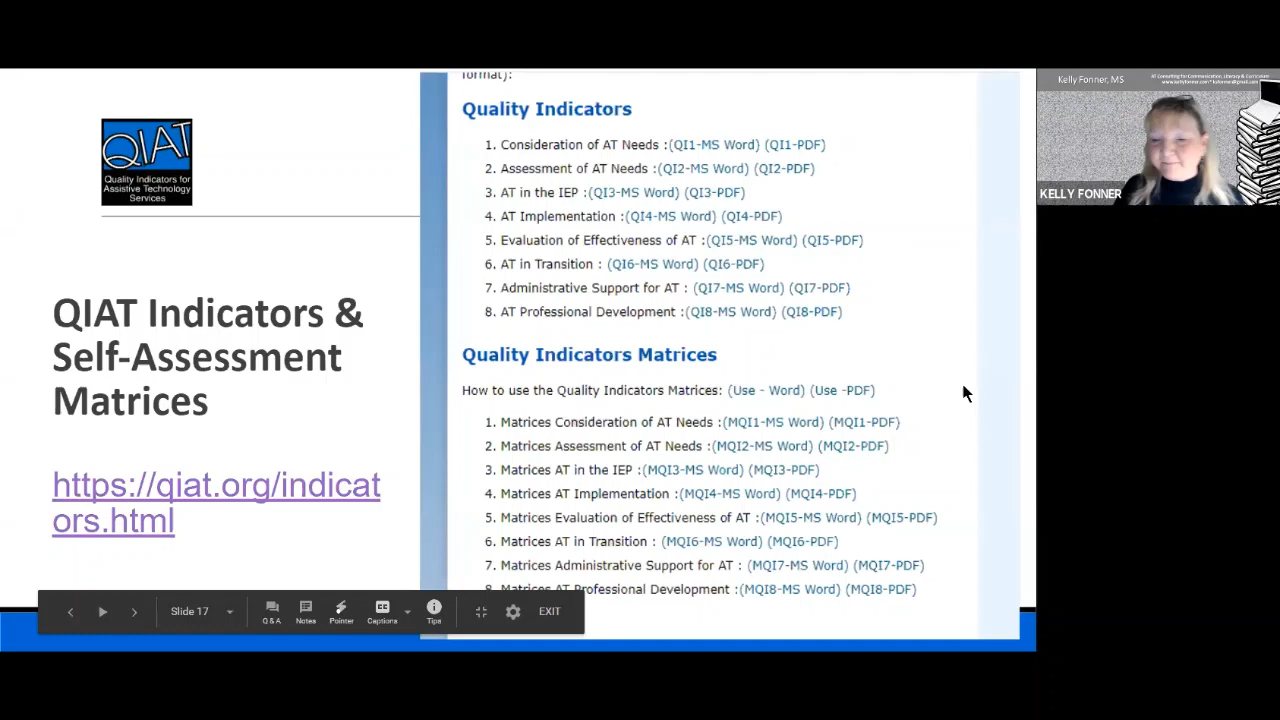 QIAT
Quality Indicators for
Assistive Technology
Services
QIAT Indicators &
Self-Assessment
Matrices
https://qiat.org/indicat
ors.html
format):
Quality Indicators
1. Consideration of AT Needs :(QI1-MS Word) (QI1-PDF)
2. Assessment of AT Needs :(QI2-MS Word) (QI2-PDF)
3. AT in the IEP :(QI3-MS Word) (QI3-PDF)
4. AT Implementation :(QI4-MS Word) (QI4-PDF)
5. Evaluation of Effectiveness of AT :(QI5-MS Word) (QI5-PDF)
6. AT in Transition : (QI6-MS Word) (QI6-PDF)
7. Administrative Support for AT : (QI7-MS Word) (QI7-PDF)
8. AT Professional Development :(QI8-MS Word) (QI8-PDF)
Quality Indicators Matrices
How to use the Quality Indicators Matrices: (Use - Word) (Use -PDF)
1. Matrices Consideration of AT Needs :(MQI1-MS Word) (MQI1-PDF)
2. Matrices Assessment of AT Needs :(MQI2-MS Word) (MQI2-PDF)
3. Matrices AT in the IEP :(MQI3-MS Word) (MQI3-PDF)
4. Matrices AT Implementation :(MQI4-MS Word) (MQI4-PDF)
5. Matrices Evaluation of Effectiveness of AT :(MQI5-MS Word) (MQI5-PDF)
6. Matrices AT in Transition : (MQI6-MS Word) (MQI6-PDF)
7. Matrices Administrative Support for AT : (MQI7-MS Word) (MQI7-PDF)
8. Matrices AT Professional Development :(MQI8-MS Word) (MQI8-PDF)
Slide 17
Q & A
Notes
Pointer
CC
Captions
Tips
EXIT
Kelly Fonner, MS
AT Consulting for Communication, Literacy & Curriculum
KELLY FONNER